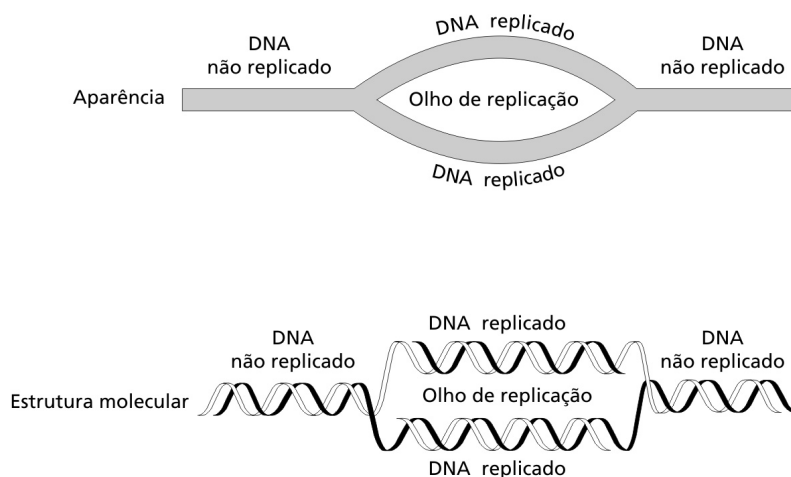 DNA replicado
DNA
não replicado
DNA
não replicado
Aparência
Olho de replicação
DNA replicado
DNA replicado
DNA
não replicado
DNA
não replicado
Estrutura molecular
Olho de replicação
DNA replicado